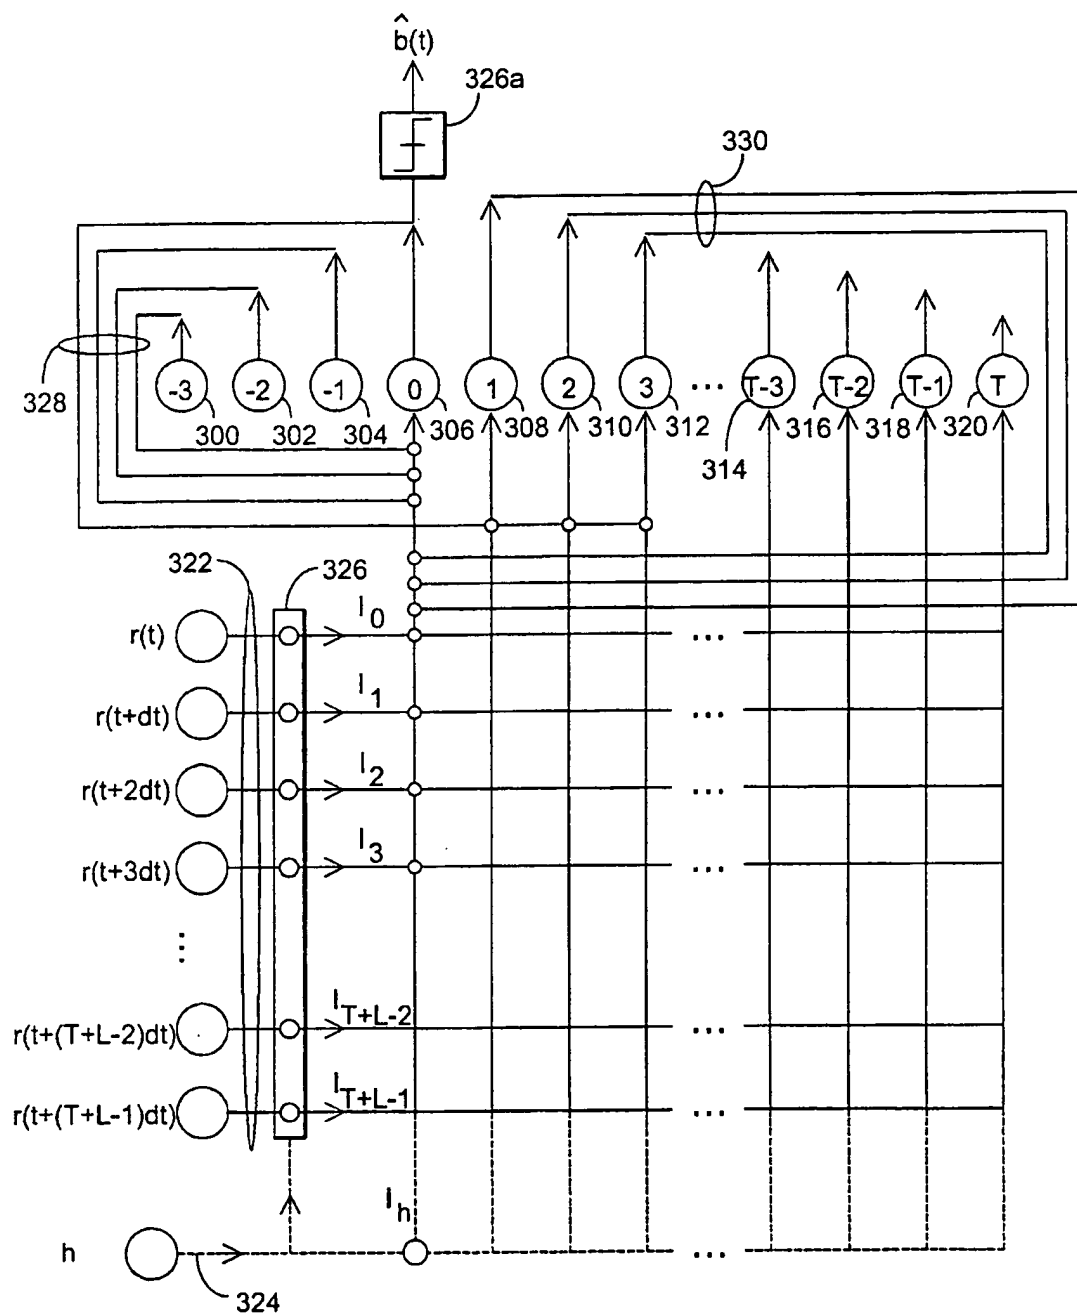 b̂(t)
326a
330
328
-3 -2 -1 0 1 2 3 ... T-3 T-2 T-1 T
300 302 304 306 308 310 312 314 316 318 320
322 326
r(t) I0 ...
r(t+dt) I1 ...
r(t+2dt) I2 ...
r(t+3dt) I3 ...
⋮
r(t+(T+L-2)dt) IT+L-2 ...
r(t+(T+L-1)dt) IT+L-1 ...
h Ih ...
324